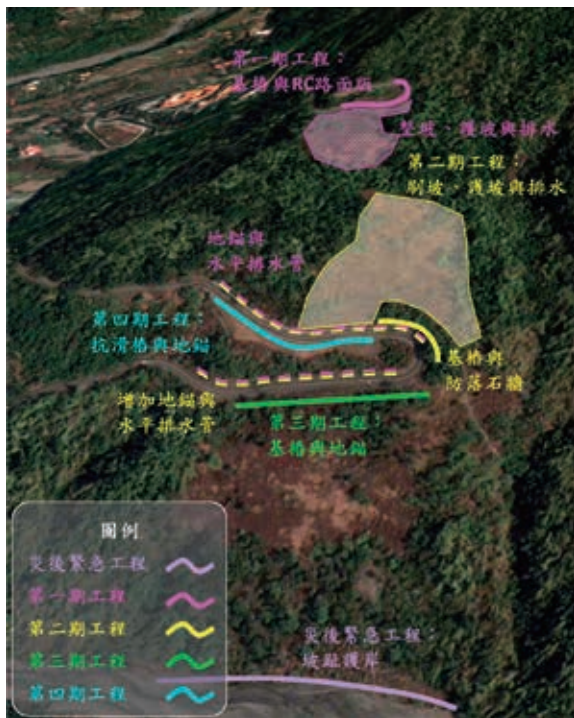 第一期工程：
基樁與RC路面版
整坡、護坡與排水
第二期工程：
刷坡、護坡與排水
地錨與
水平排水管
第四期工程：
抗滑樁與地錨
基樁與
防落石牆
增加地錨與
水平排水管
第三期工程：
基樁與地錨
圖例
災後緊急工程
第一期工程
第二期工程
第三期工程
第四期工程
災後緊急工程：
坡趾護岸